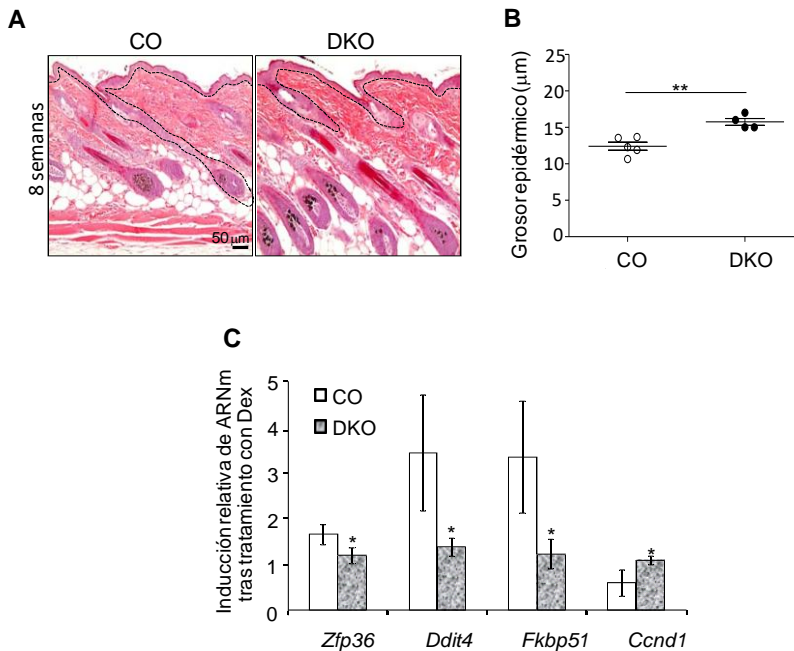 A
CO
DKO
8 semanas
50 μm
B
Grosor epidérmico (μm)
25
20
15
10
5
0
**
CO
DKO
C
Inducción relativa de ARNm
tras tratamiento con Dex
5
4
3
2
1
0
CO
DKO
*
*
*
*
Zfp36
Ddit4
Fkbp51
Ccnd1